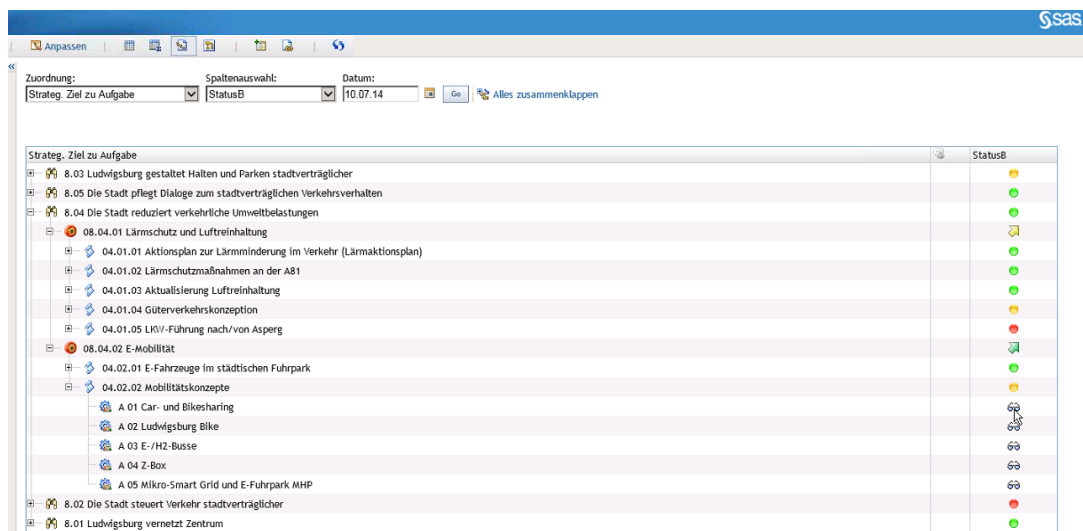 sas
Anpassen
Zuordnung: Spaltenauswahl: Datum:
Strateg. Ziel zu Aufgabe StatusB 10.07.14 Go Alles zusammenklappen
Strateg. Ziel zu Aufgabe StatusB
8.03 Ludwigsburg gestaltet Halten und Parken stadtverträglicher
8.05 Die Stadt pflegt Dialoge zum stadtverträglichen Verkehrsverhalten
8.04 Die Stadt reduziert verkehrliche Umweltbelastungen
08.04.01 Lärmschutz und Luftreinhaltung
04.01.01 Aktionsplan zur Lärmminderung im Verkehr (Lärmaktionsplan)
04.01.02 Lärmschutzmaßnahmen an der A81
04.01.03 Aktualisierung Luftreinhaltung
04.01.04 Güterverkehrskonzeption
04.01.05 LKW-Führung nach/von Asperg
08.04.02 E-Mobilität
04.02.01 E-Fahrzeuge im städtischen Fuhrpark
04.02.02 Mobilitätskonzepte
A 01 Car- und Bikesharing
A 02 Ludwigsburg Bike
A 03 E-/H2-Busse
A 04 Z-Box
A 05 Mikro-Smart Grid und E-Fuhrpark MHP
8.02 Die Stadt steuert Verkehr stadtverträglicher
8.01 Ludwigsburg vernetzt Zentrum